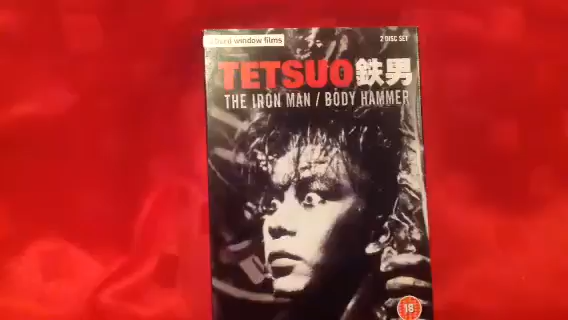 third window films
2 DISC SET
TETSUO 鉄男
THE IRON MAN / BODY HAMMER
18